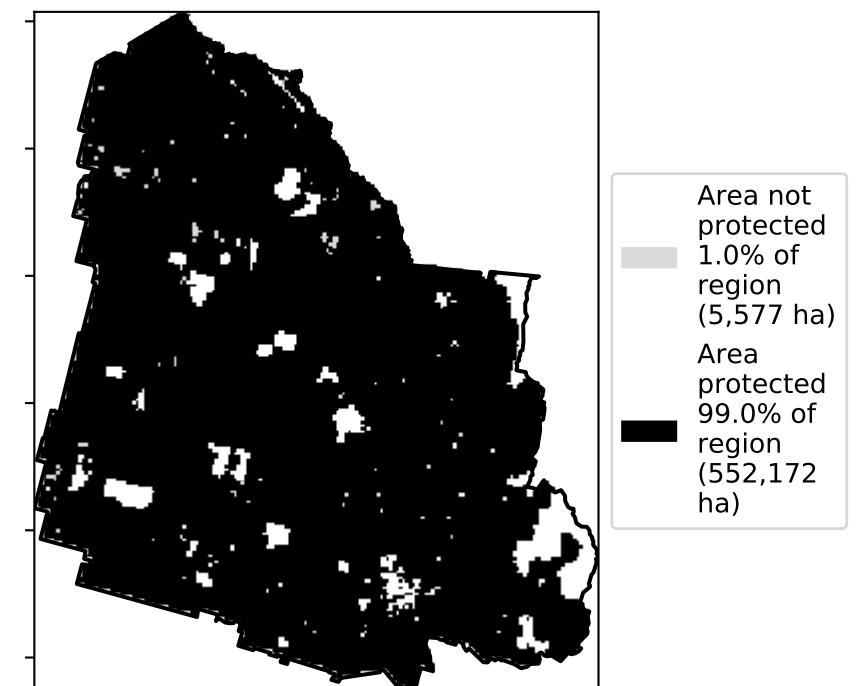 Area not
protected
1.0% of
region
(5,577 ha)
Area
protected
99.0% of
region
(552,172
ha)